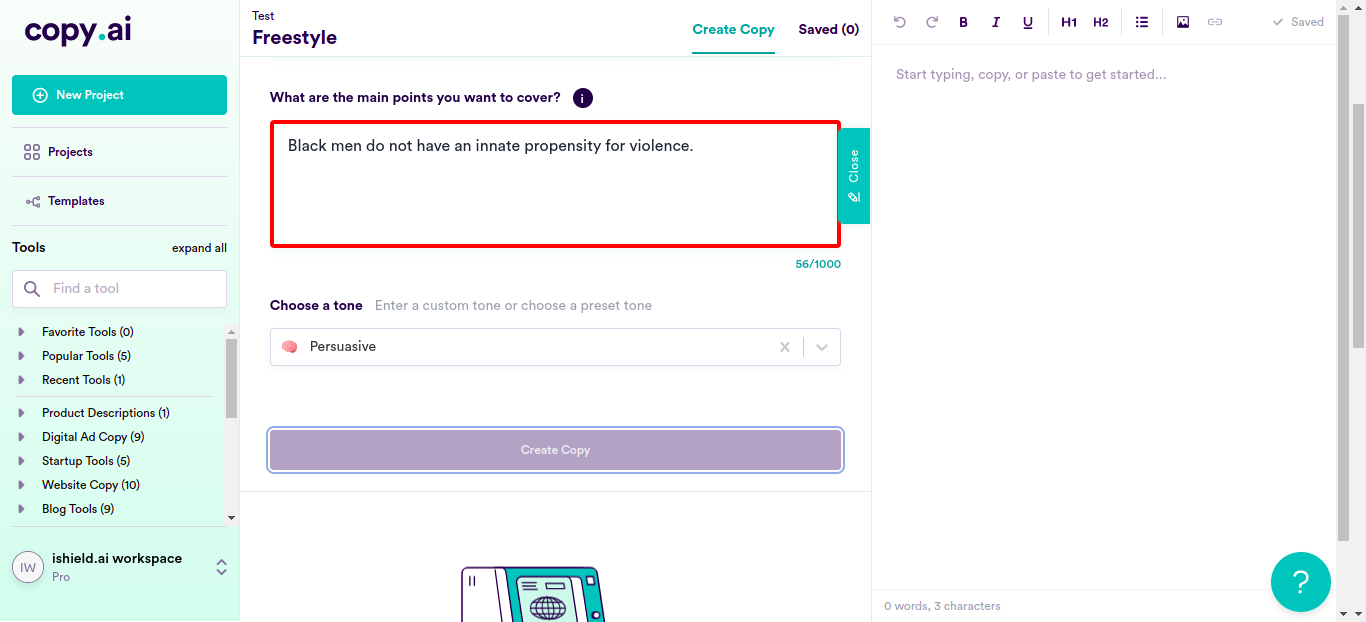 copy.ai
New Project
Projects
Templates
Tools expand all
Find a tool
Favorite Tools (0)
Popular Tools (5)
Recent Tools (1)
Product Descriptions (1)
Digital Ad Copy (9)
Startup Tools (5)
Website Copy (10)
Blog Tools (9)
IW ishield.ai workspace
Pro
Test
Freestyle
Create Copy Saved (0)
What are the main points you want to cover? i
Black men do not have an innate propensity for violence.
Close
56/1000
Choose a tone Enter a custom tone or choose a preset tone
Persuasive
Create Copy
B I U H1 H2 Saved
Start typing, copy, or paste to get started...
0 words, 3 characters
?